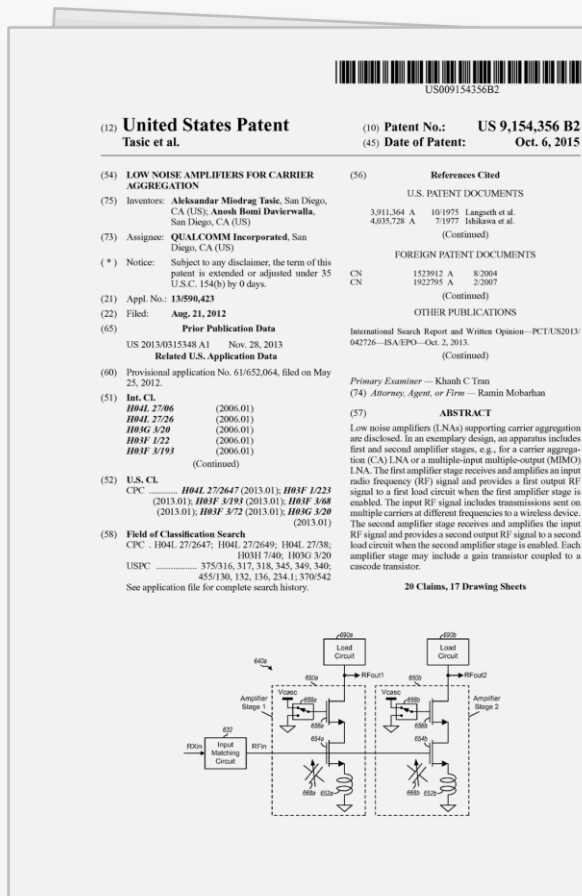 US009154356B2
(12) United States Patent
Tasic et al.
(10) Patent No.: US 9,154,356 B2
(45) Date of Patent: Oct. 6, 2015
(54) LOW NOISE AMPLIFIERS FOR CARRIER
AGGREGATION
(75) Inventors: Aleksandar Miodrag Tasic, San Diego,
CA (US); Anosh Bomi Davierwalla,
San Diego, CA (US)
(73) Assignee: QUALCOMM Incorporated, San
Diego, CA (US)
( * ) Notice: Subject to any disclaimer, the term of this
patent is extended or adjusted under 35
U.S.C. 154(b) by 0 days.
(21) Appl. No.: 13/590,423
(22) Filed: Aug. 21, 2012
(65) Prior Publication Data
US 2013/0315348 A1 Nov. 28, 2013
Related U.S. Application Data
(60) Provisional application No. 61/652,064, filed on May
25, 2012.
(51) Int. Cl.
H04L 27/06 (2006.01)
H04L 27/26 (2006.01)
H03G 3/20 (2006.01)
H03F 1/22 (2006.01)
H03F 3/193 (2006.01)
(Continued)
(52) U.S. Cl.
CPC ........... H04L 27/2647 (2013.01); H03F 1/223
(2013.01); H03F 3/193 (2013.01); H03F 3/68
(2013.01); H03F 3/72 (2013.01); H03G 3/20
(2013.01)
(58) Field of Classification Search
CPC . H04L 27/2647; H04L 27/2649; H04L 27/38;
H03H 7/40; H03G 3/20
USPC ................. 375/316, 317, 318, 345, 349, 340;
455/130, 132, 136, 234.1; 370/542
See application file for complete search history.
(56) References Cited
U.S. PATENT DOCUMENTS
3,911,364 A 10/1975 Langseth et al.
4,035,728 A 7/1977 Ishikawa et al.
(Continued)
FOREIGN PATENT DOCUMENTS
CN 1523912 A 8/2004
CN 1922795 A 2/2007
(Continued)
OTHER PUBLICATIONS
International Search Report and Written Opinion—PCT/US2013/
042726—ISA/EPO—Oct. 2, 2013.
(Continued)
Primary Examiner — Khanh C Tran
(74) Attorney, Agent, or Firm — Ramin Mobarhan
(57) ABSTRACT
Low noise amplifiers (LNAs) supporting carrier aggregation
are disclosed. In an exemplary design, an apparatus includes
first and second amplifier stages, e.g., for a carrier aggrega-
tion (CA) LNA or a multiple-input multiple-output (MIMO)
LNA. The first amplifier stage receives and amplifies an input
radio frequency (RF) signal and provides a first output RF
signal to a first load circuit when the first amplifier stage is
enabled. The input RF signal includes transmissions sent on
multiple carriers at different frequencies to a wireless device.
The second amplifier stage receives and amplifies the input
RF signal and provides a second output RF signal to a second
load circuit when the second amplifier stage is enabled. Each
amplifier stage may include a gain transistor coupled to a
cascode transistor.
20 Claims, 17 Drawing Sheets
690a 690b
Load
Circuit
Load
Circuit
640a
650a RFout1 650b RFout2
Amplifier
Stage 1
Vcasc 658a
656a
Vcasc 658b
656b
Amplifier
Stage 2
632 654a 654b
RXin Input
Matching
Circuit RFin
668a 652a 668b 652b